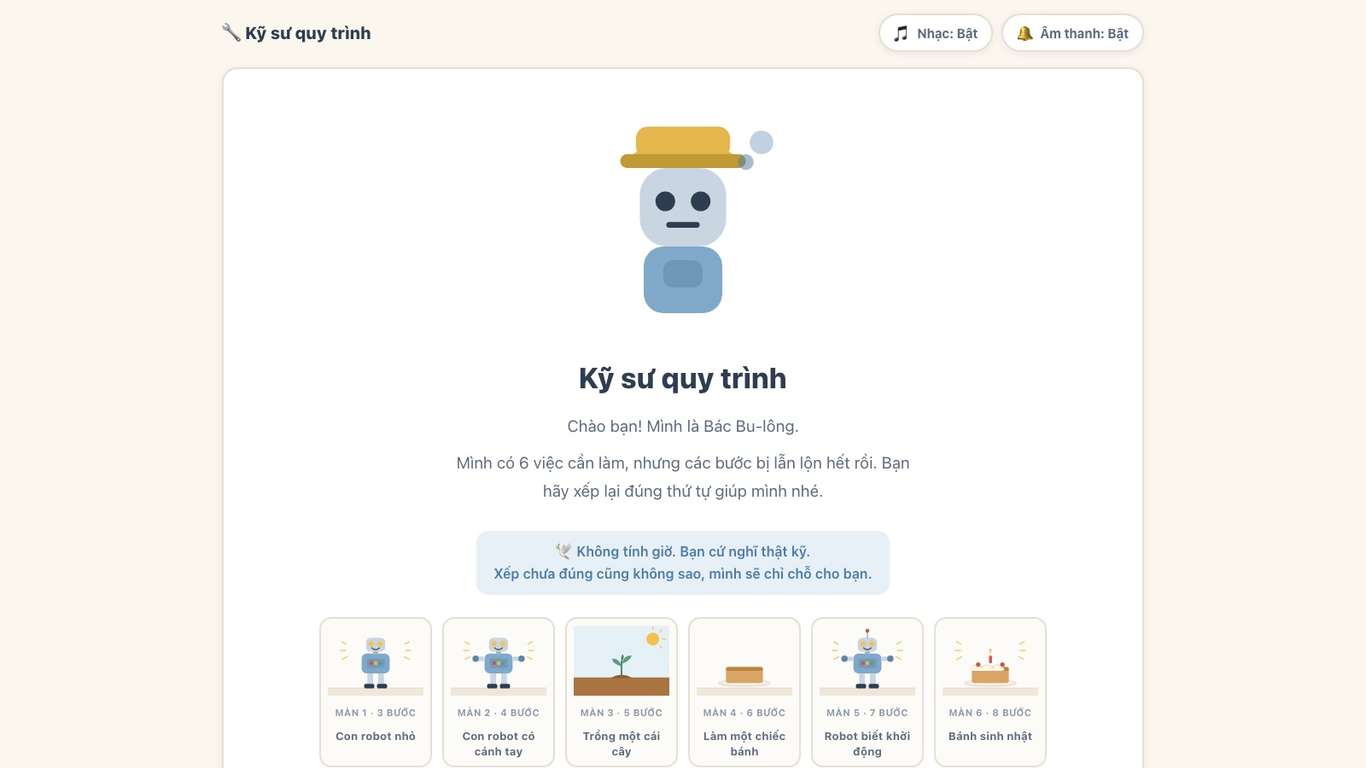 Kỹ sư quy trình
Nhạc: Bật
Âm thanh: Bật
Kỹ sư quy trình
Chào bạn! Mình là Bác Bu-lông.
Mình có 6 việc cần làm, nhưng các bước bị lẫn lộn hết rồi. Bạn
hãy xếp lại đúng thứ tự giúp mình nhé.
Không tính giờ. Bạn cứ nghĩ thật kỹ.
Xếp chưa đúng cũng không sao, mình sẽ chỉ chỗ cho bạn.
MÀN 1 · 3 BƯỚC
Con robot nhỏ
MÀN 2 · 4 BƯỚC
Con robot có
cánh tay
MÀN 3 · 5 BƯỚC
Trồng một cái
cây
MÀN 4 · 6 BƯỚC
Làm một chiếc
bánh
MÀN 5 · 7 BƯỚC
Robot biết khởi
động
MÀN 6 · 8 BƯỚC
Bánh sinh nhật